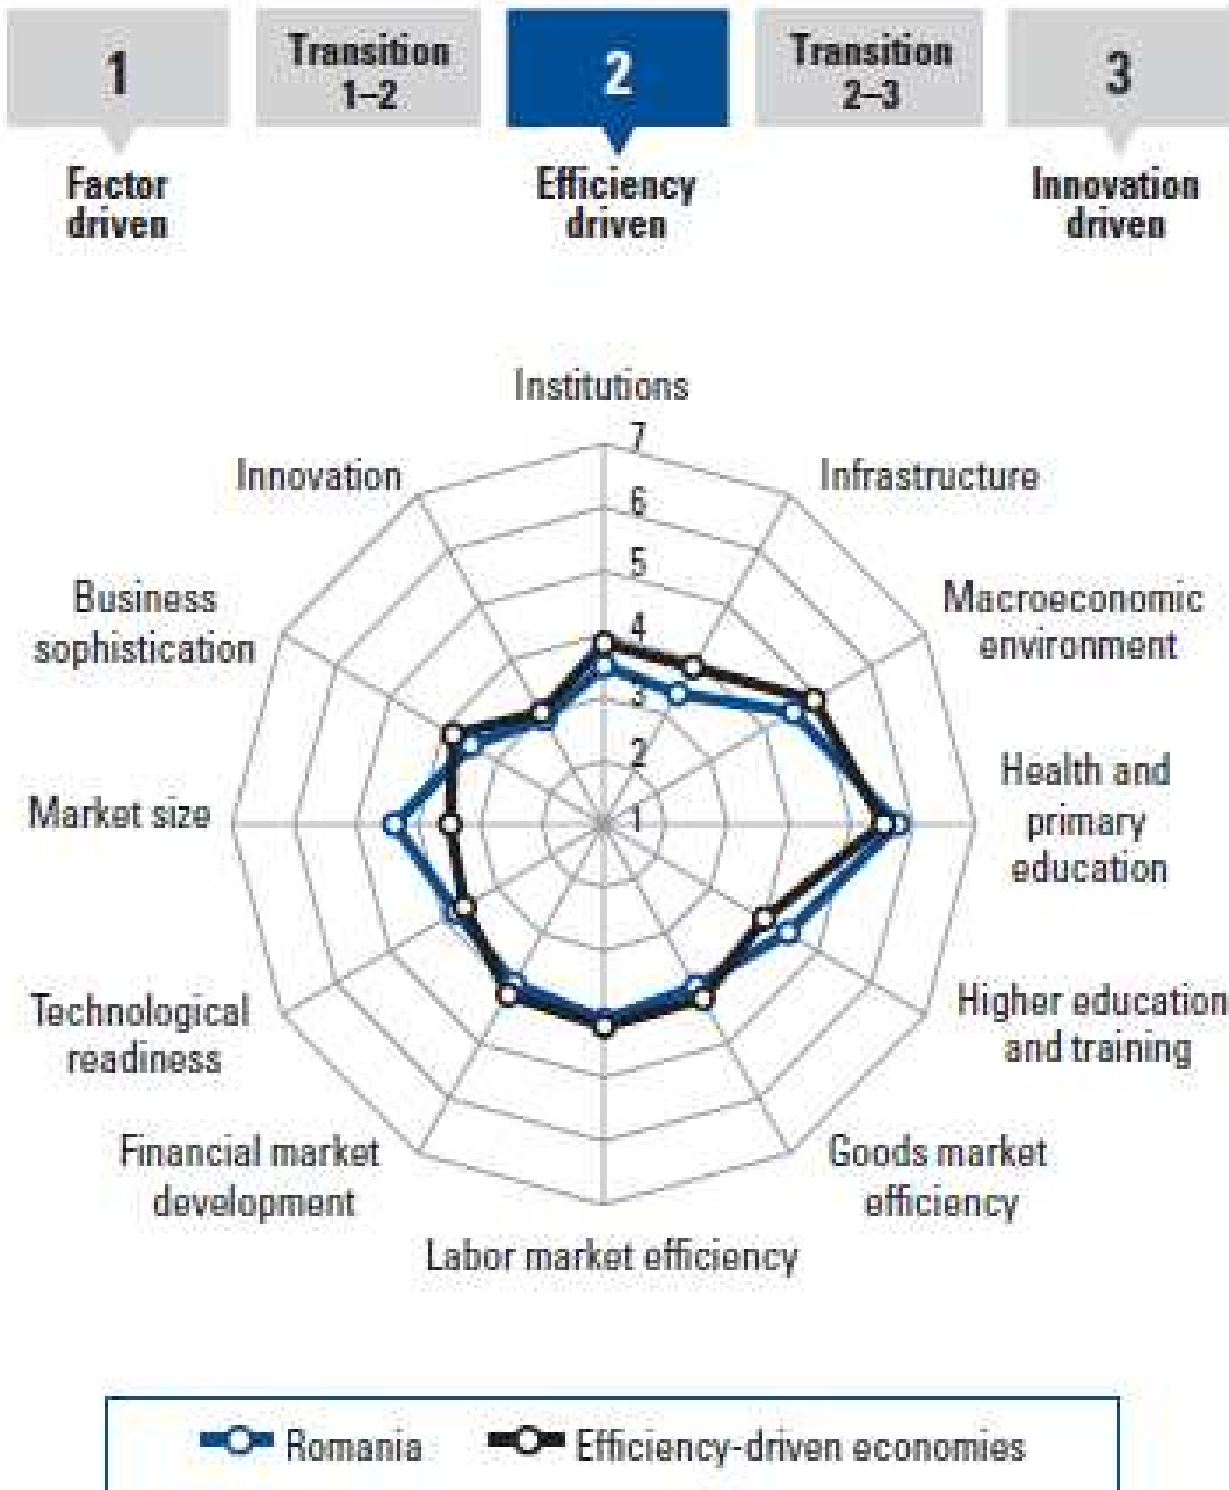 1
Transition
1–2
2
Transition
2–3
3
Factor
driven
Efficiency
driven
Innovation
driven
Institutions
7
Innovation
Infrastructure
6
5
Business
sophistication
Macroeconomic
environment
4
3
2
Health and
primary
education
Market size
1
Technological
readiness
Higher education
and training
Financial market
development
Goods market
efficiency
Labor market efficiency
Romania
Efficiency-driven economies